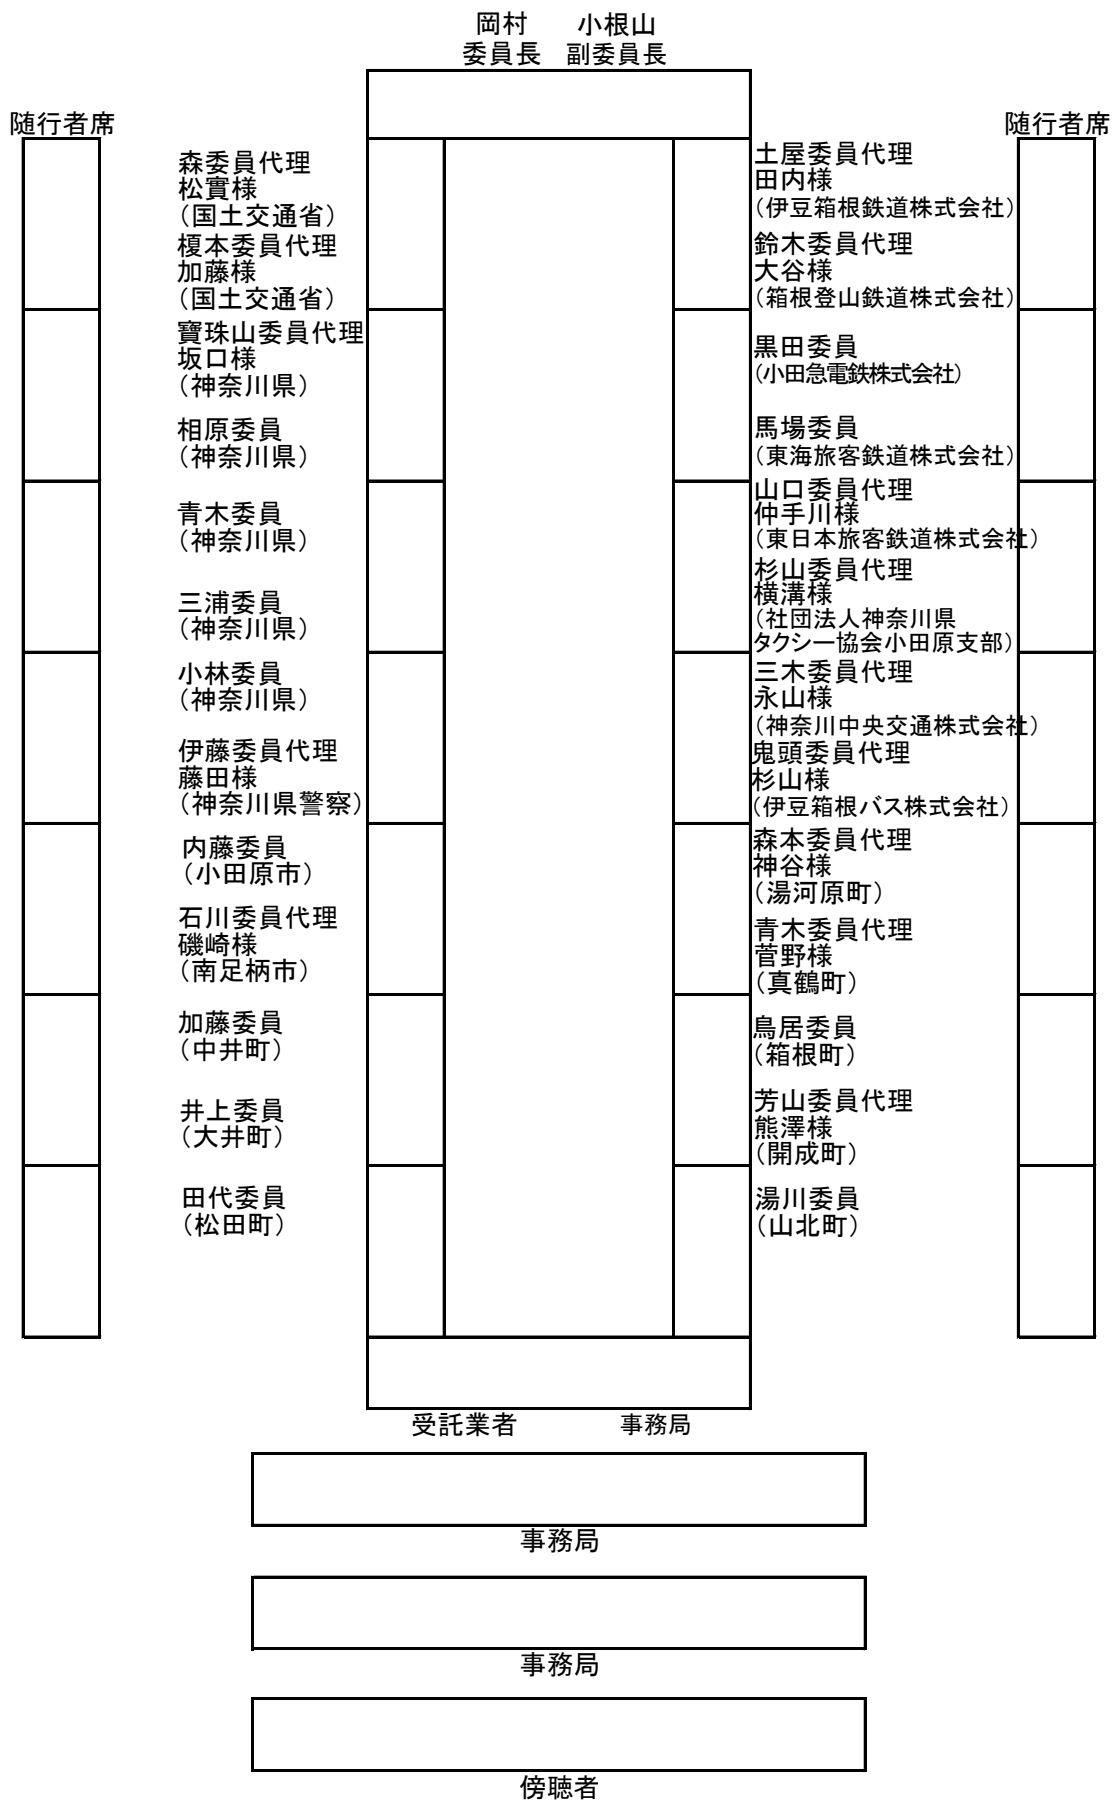 岡村　小根山
委員長　副委員長
随行者席
森委員代理
松實様
（国土交通省）
榎本委員代理
加藤様
（国土交通省）
寶珠山委員代理
坂口様
（神奈川県）
相原委員
（神奈川県）
青木委員
（神奈川県）
三浦委員
（神奈川県）
小林委員
（神奈川県）
伊藤委員代理
藤田様
（神奈川県警察）
内藤委員
（小田原市）
石川委員代理
磯崎様
（南足柄市）
加藤委員
（中井町）
井上委員
（大井町）
田代委員
（松田町）
土屋委員代理
田内様
（伊豆箱根鉄道株式会社）
鈴木委員代理
大谷様
（箱根登山鉄道株式会社）
黒田委員
（小田急電鉄株式会社）
馬場委員
（東海旅客鉄道株式会社）
山口委員代理
仲手川様
（東日本旅客鉄道株式会社）
杉山委員代理
横溝様
（社団法人神奈川県
タクシー協会小田原支部）
三木委員代理
永山様
（神奈川中央交通株式会社）
鬼頭委員代理
杉山様
（伊豆箱根バス株式会社）
森本委員代理
神谷様
（湯河原町）
青木委員代理
菅野様
（真鶴町）
鳥居委員
（箱根町）
芳山委員代理
熊澤様
（開成町）
湯川委員
（山北町）
随行者席
受託業者　事務局
事務局
事務局
傍聴者